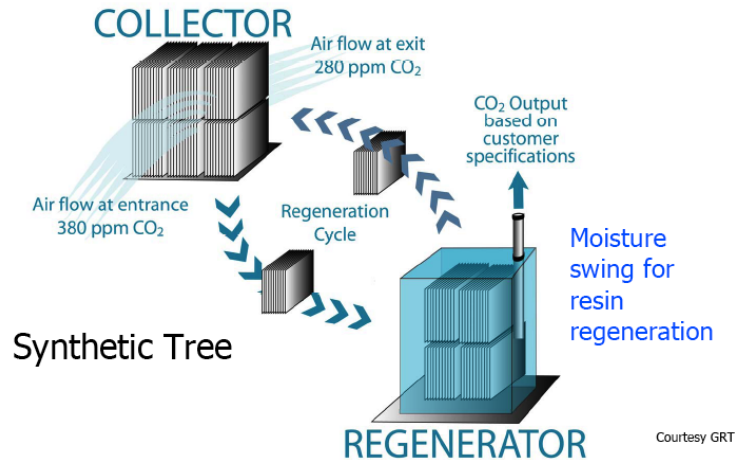 COLLECTOR
Air flow at exit
280 ppm CO₂
Air flow at entrance
380 ppm CO₂
Regeneration
Cycle
CO₂ Output
based on
customer
specifications
Moisture
swing for
resin
regeneration
Synthetic Tree
REGENERATOR
Courtesy GRT